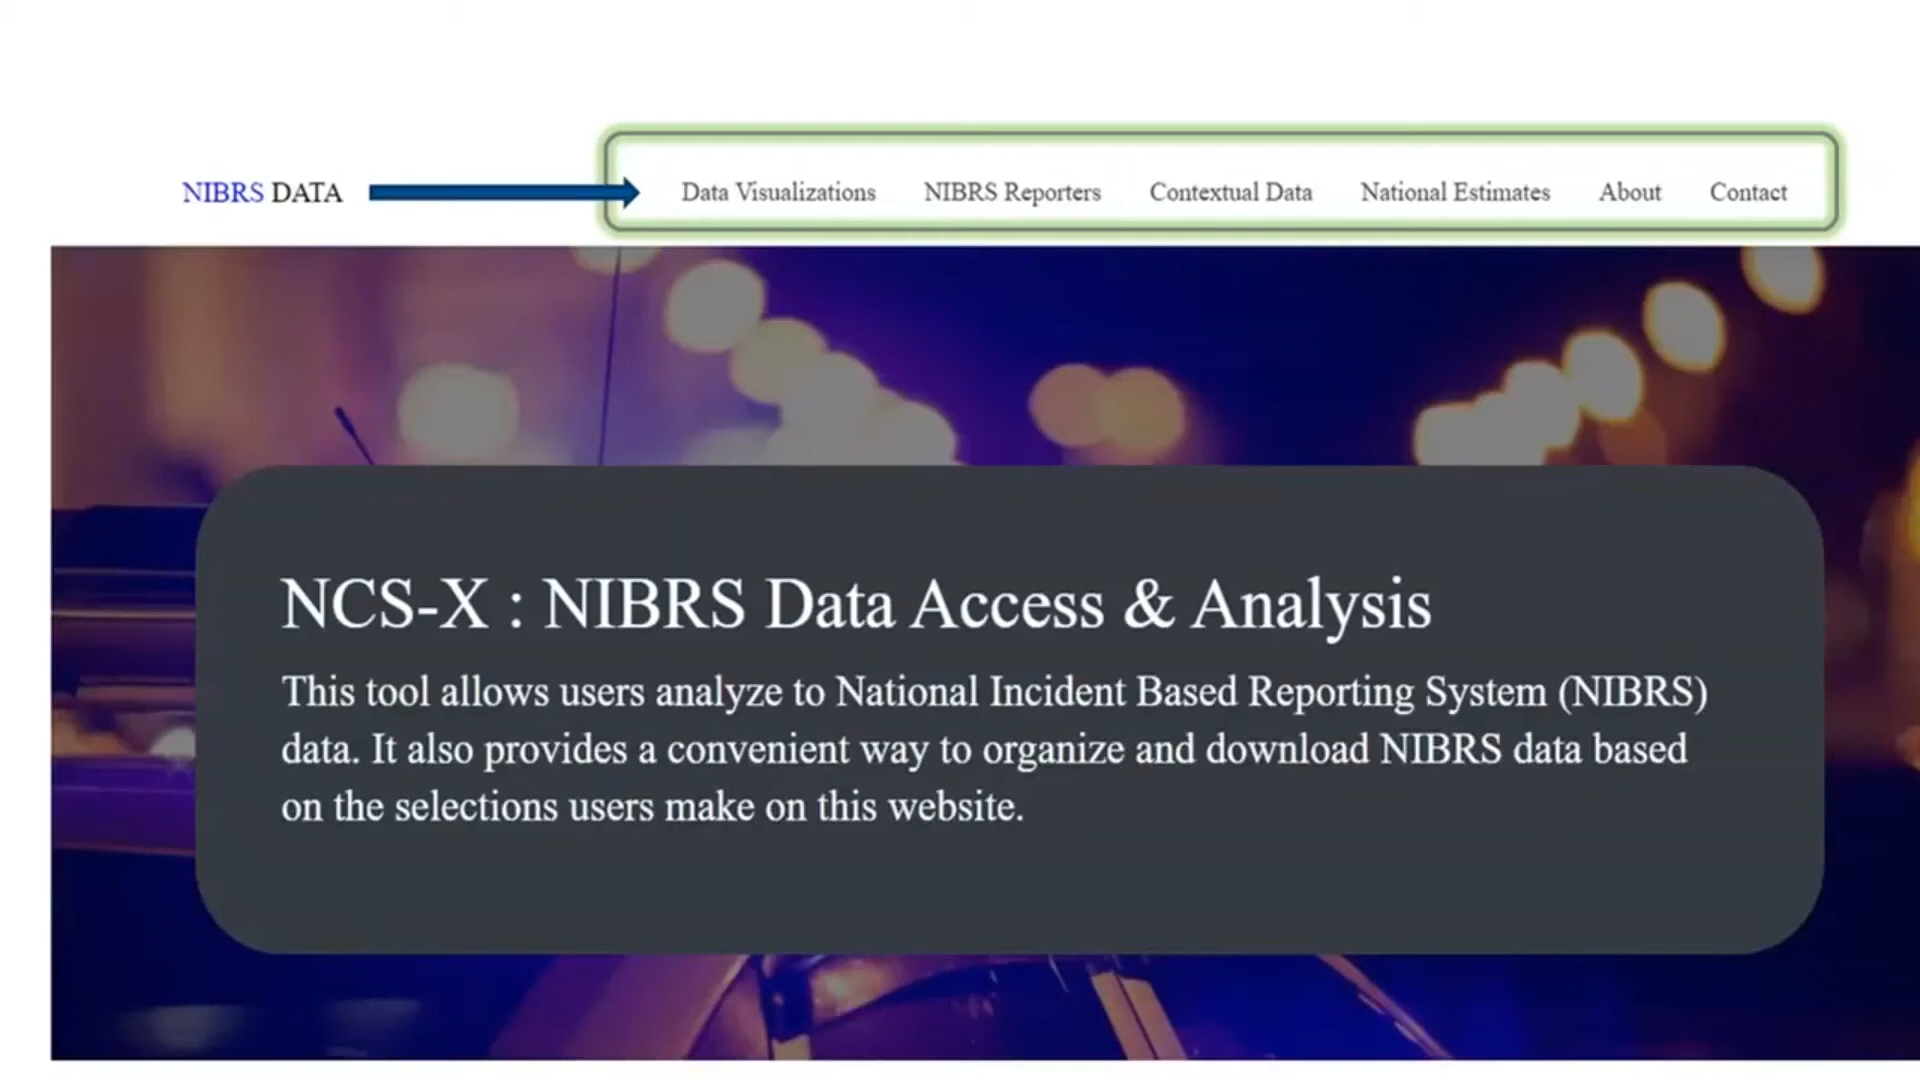 NIBRS DATA
Data Visualizations NIBRS Reporters Contextual Data National Estimates About Contact
NCS-X : NIBRS Data Access & Analysis
This tool allows users analyze to National Incident Based Reporting System (NIBRS)
data. It also provides a convenient way to organize and download NIBRS data based
on the selections users make on this website.